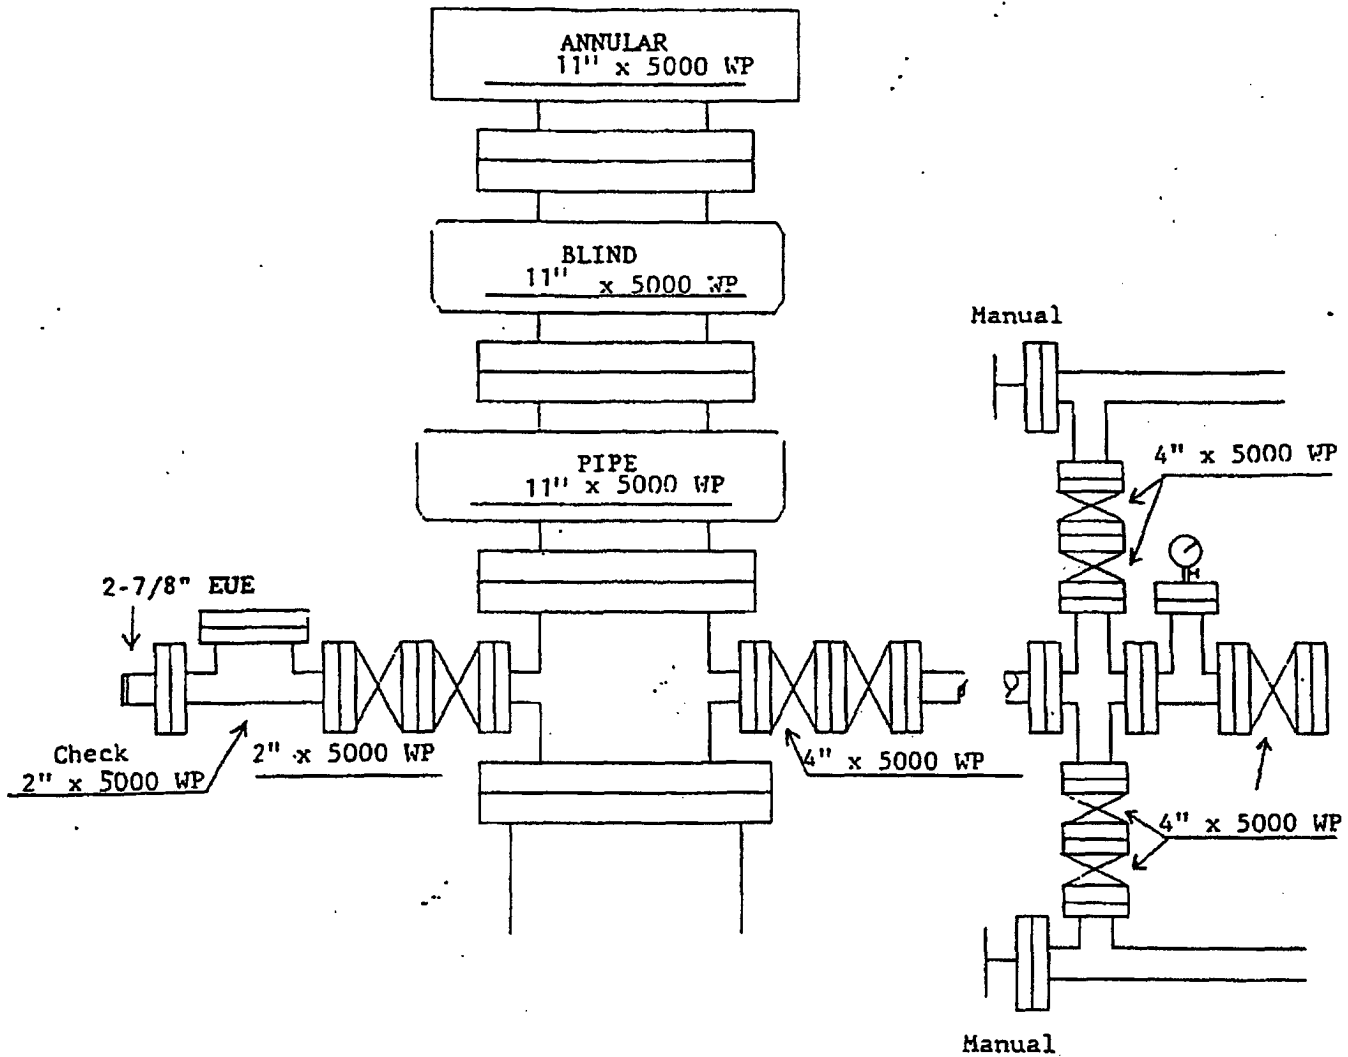 ANNULAR
11" x 5000 WP
BLIND
11" x 5000 WP
Manual
PIPE
11" x 5000 WP
4" x 5000 WP
2-7/8" EUE
Check
2" x 5000 WP
2" x 5000 WP
4" x 5000 WP
4" x 5000 WP
Manual